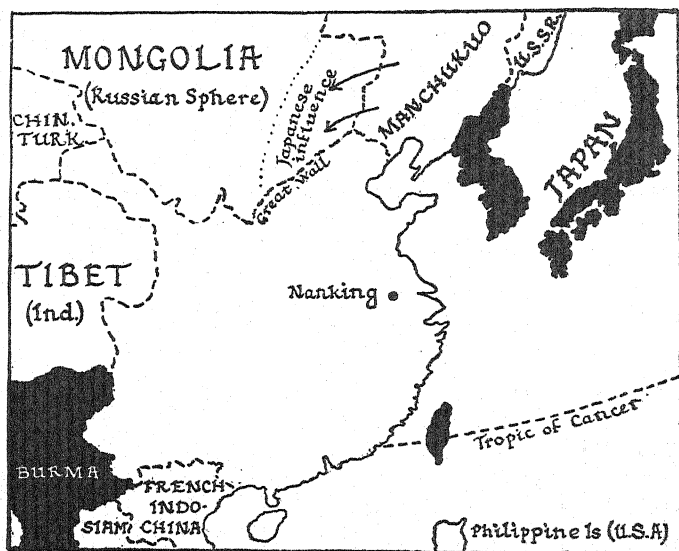 MONGOLIA
(Russian Sphere)
CHIN.
TURK.
Japanese
influence
Great Wall
MANCHUKUO
U.S.S.R.
JAPAN
TIBET
(Ind.)
Nanking
Tropic of Cancer
BURMA
FRENCH
INDO-
CHINA
SIAM
Philippine Is (U.S.A)